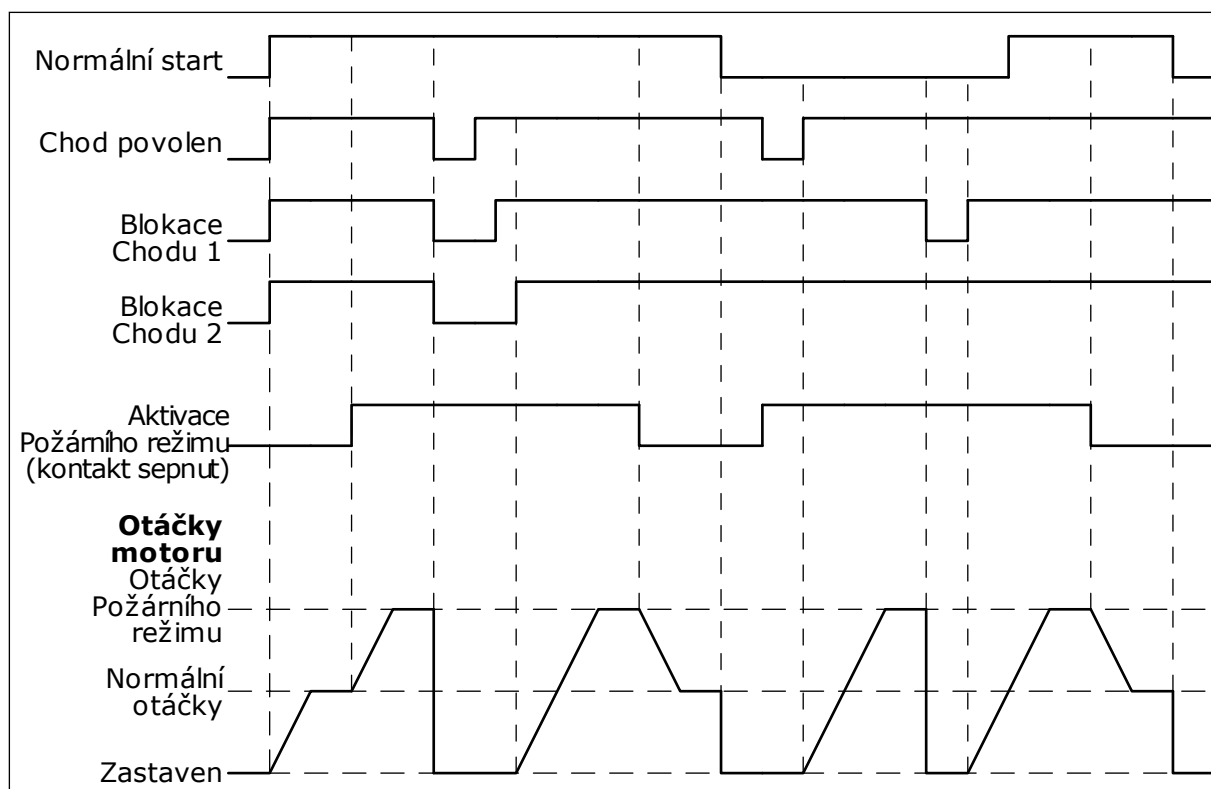 Normální start
Chod povolen
Blokace
Chodu 1
Blokace
Chodu 2
Aktivace
Požárního režimu
(kontakt sepnut)
Otáčky
motoru
Otáčky
Požárního
režimu
Normální
otáčky
Zastaven